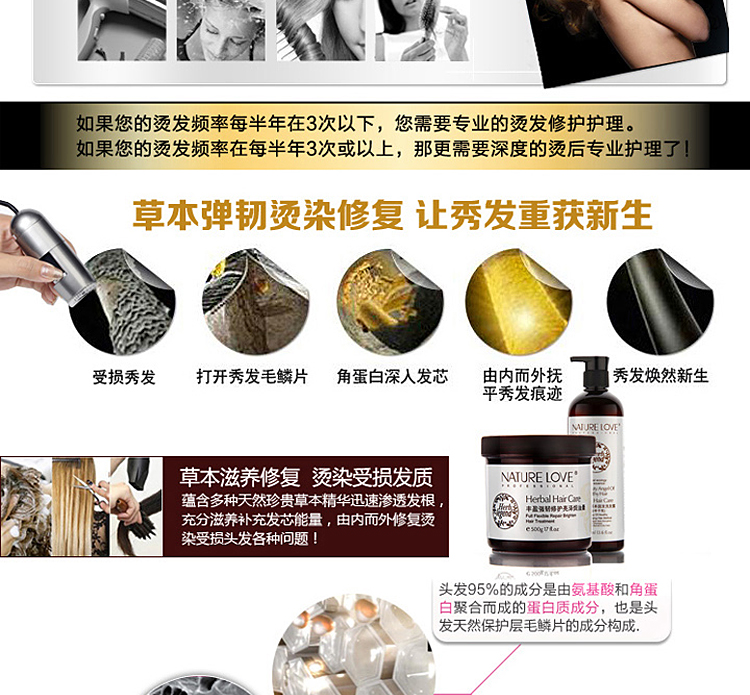 如果您的烫发频率每半年在3次以下，您需要专业的烫发修护护理。
如果您的烫发频率在每半年3次或以上，那更需要深度的烫后专业护理了!
草本弹韧烫染修复 让秀发重获新生
受损秀发
打开秀发毛鳞片
角蛋白深入发芯
由内而外抚
平秀发痕迹
秀发焕然新生
草本滋养修复 烫染受损发质
蕴含多种天然珍贵草本精华迅速渗透发根，
充分滋养补充发芯能量，由内而外修复烫
染受损头发各种问题！
NATURE LOVE®
PROFESSIONAL
Herbal Hair Care
丰盈强韧修护亮泽焗油膏
Full Flexible Repair Brighten
Hair Treatment
℮500g 17fl.oz
NATURE LOVE
Hair Care
头发95%的成分是由氨基酸和角蛋
白聚合而成的蛋白质成分，也是头
发天然保护层毛鳞片的成分构成.